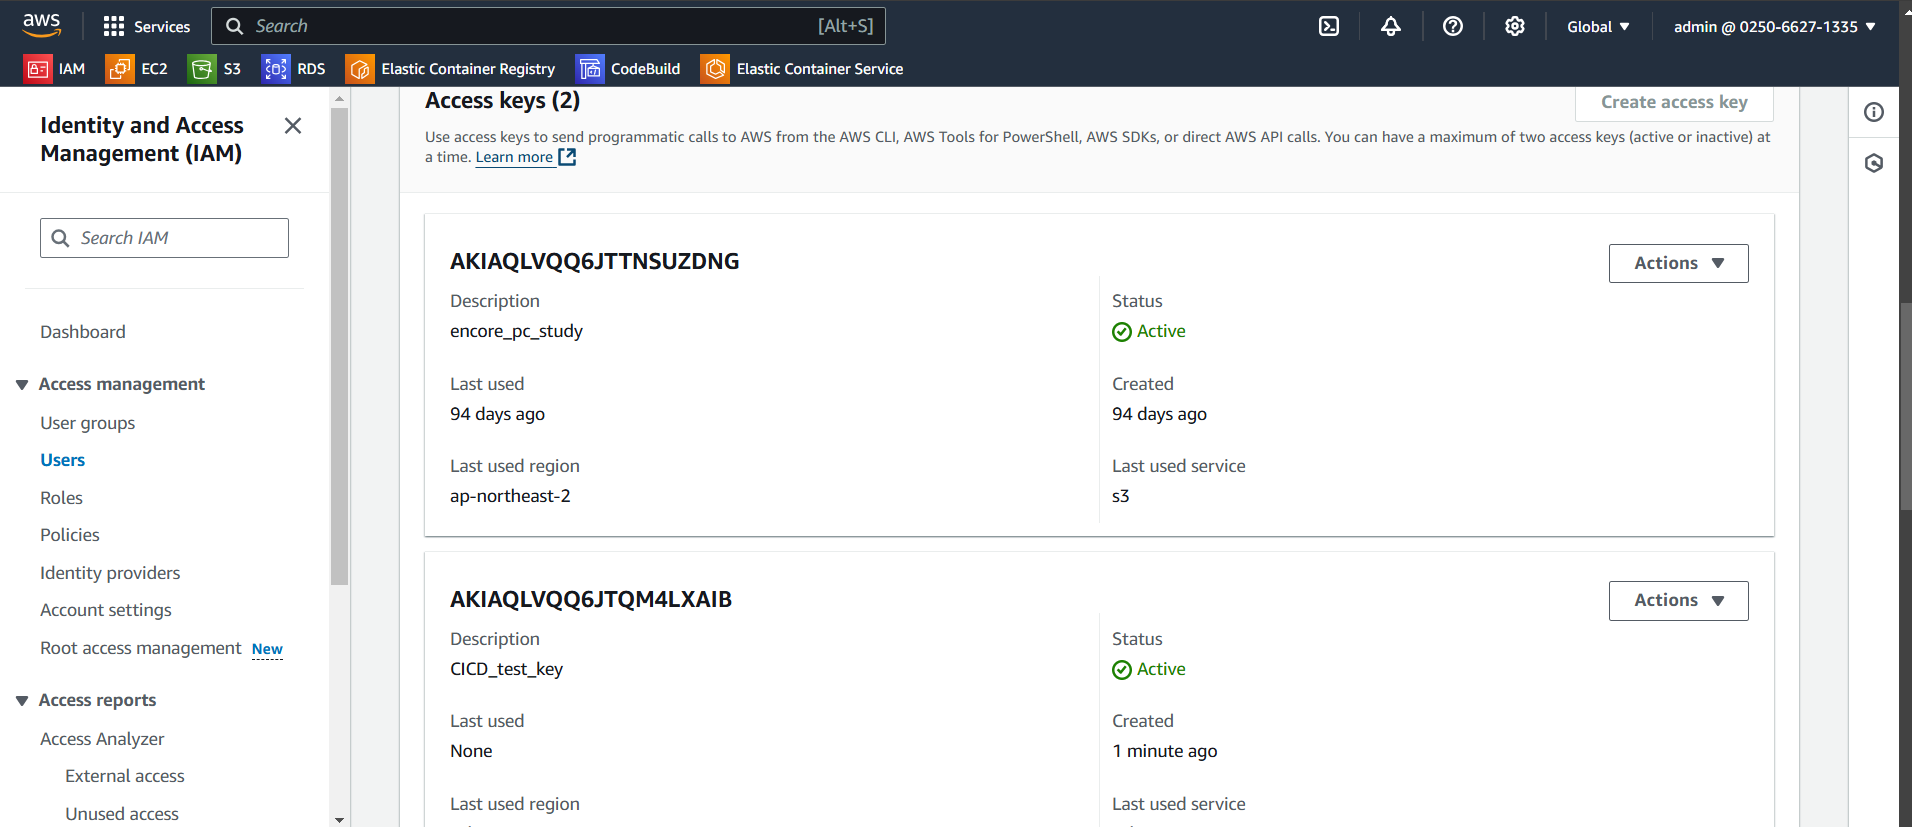 aws
Services
Search
[Alt+S]
Global
admin @ 0250-6627-1335
IAM
EC2
S3
RDS
Elastic Container Registry
CodeBuild
Elastic Container Service
Identity and Access
Management (IAM)
Search IAM
Dashboard
Access management
User groups
Users
Roles
Policies
Identity providers
Account settings
Root access management New
Access reports
Access Analyzer
External access
Unused access
Access keys (2)
Create access key
Use access keys to send programmatic calls to AWS from the AWS CLI, AWS Tools for PowerShell, AWS SDKs, or direct AWS API calls. You can have a maximum of two access keys (active or inactive) at
a time. Learn more
AKIAQLVQQ6JTTNSUZDNG
Actions
Description
encore_pc_study
Status
Active
Last used
94 days ago
Created
94 days ago
Last used region
ap-northeast-2
Last used service
s3
AKIAQLVQQ6JTQM4LXAIB
Actions
Description
CICD_test_key
Status
Active
Last used
None
Created
1 minute ago
Last used region
Last used service